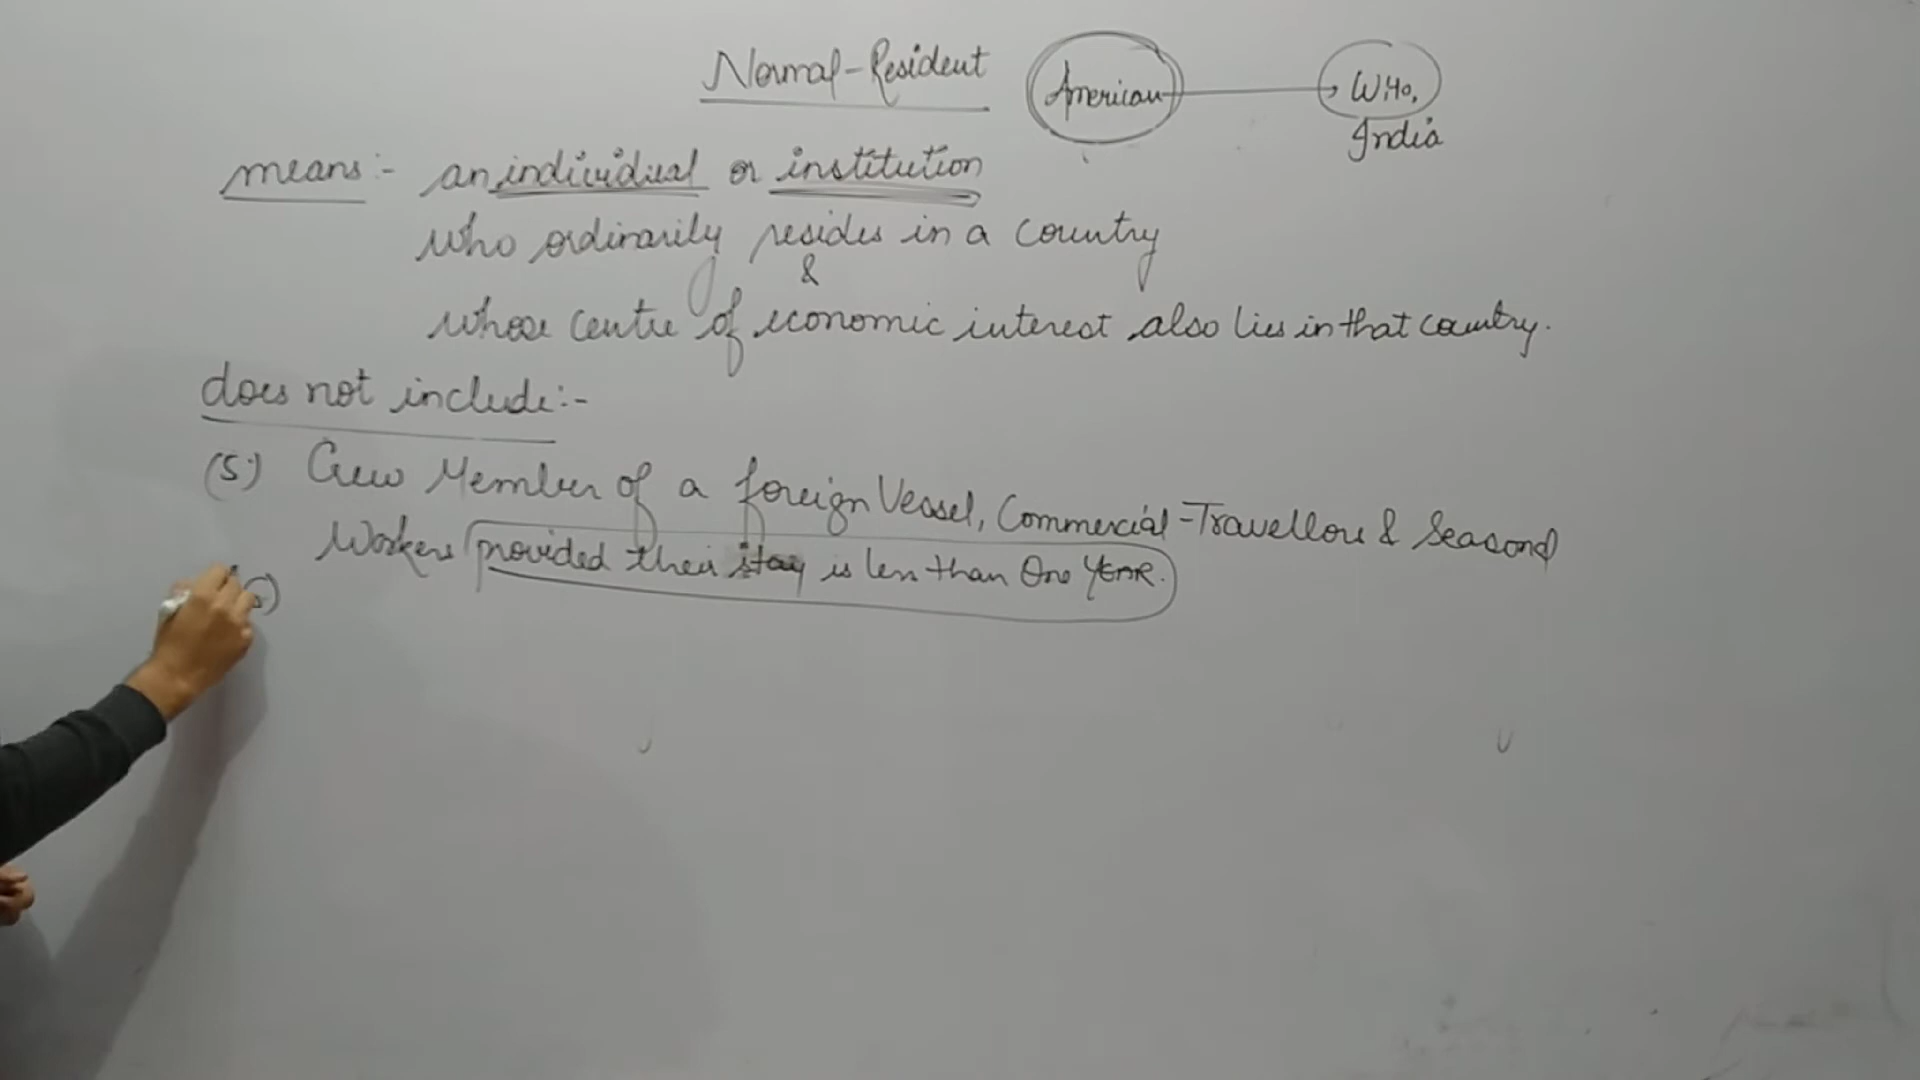 Normal-Resident
American → WHO,
India
means:- an individual or institution
who ordinarily resides in a country
&
whose centre of economic interest also lies in that country.
does not include:-
(5) Crew Member of a foreign Vessel, Commercial-Travellers & Seasonal
Workers provided their stay is less than One YEAR.